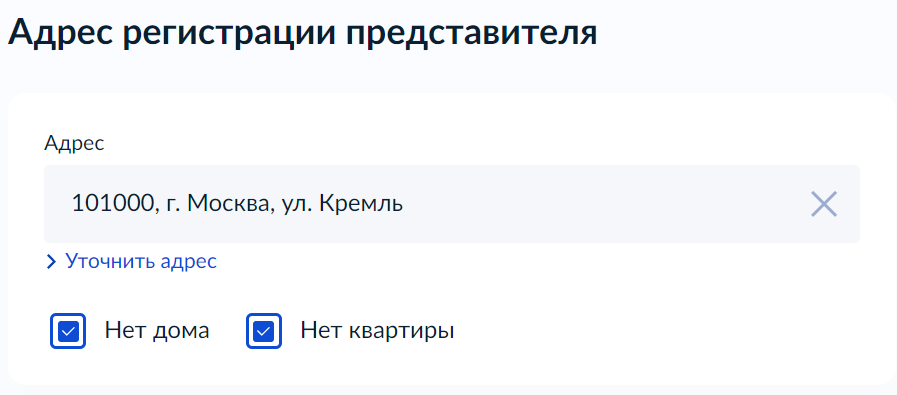 Адрес регистрации представителя
Адрес
101000, г. Москва, ул. Кремль
Уточнить адрес
Нет дома Нет квартиры